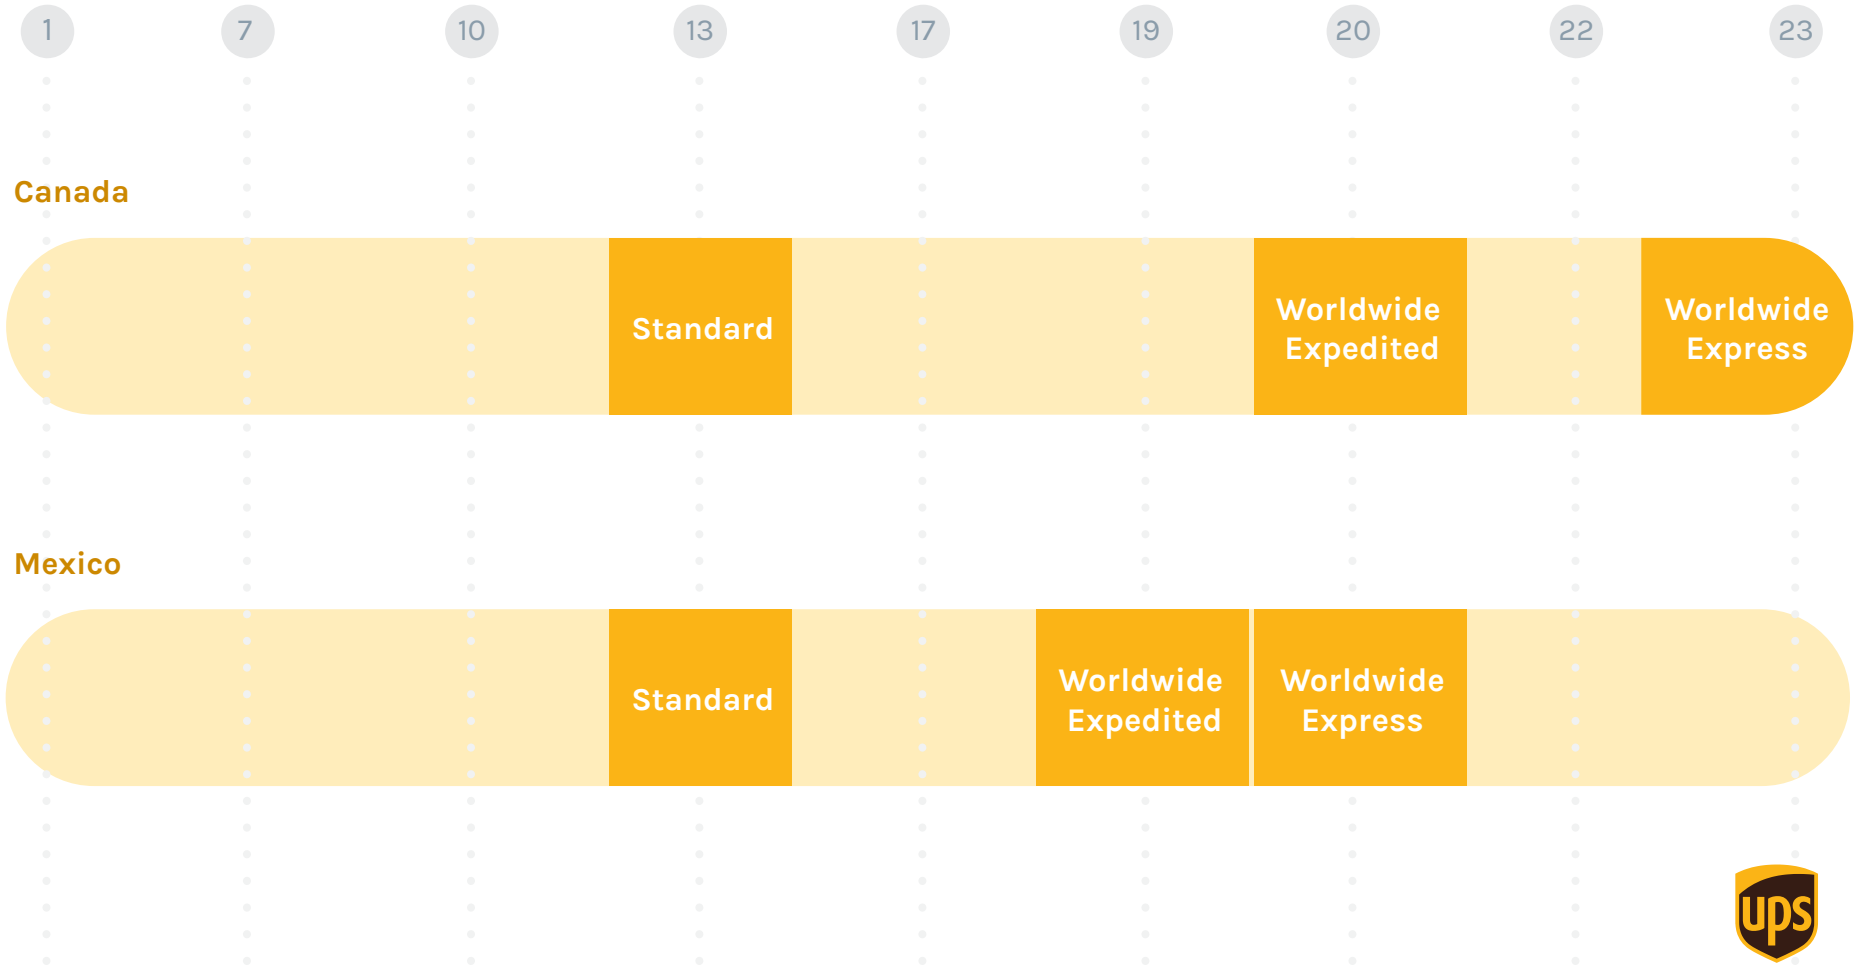 1 7 10 13 17 19 20 22 23
Canada
Standard
Worldwide
Expedited
Worldwide
Express
Mexico
Standard
Worldwide
Expedited
Worldwide
Express
ups